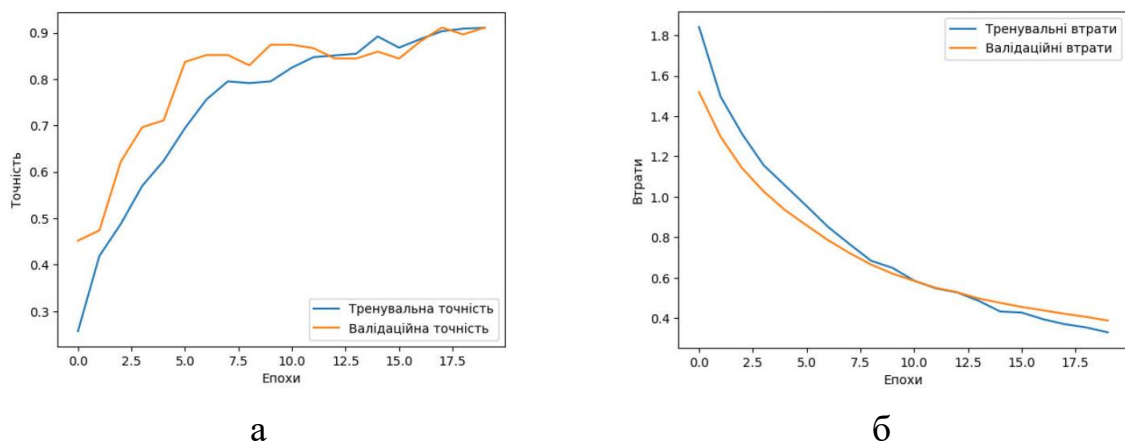 0.9
0.8
0.7
0.6
0.5
0.4
0.3
Точність
Тренувальна точність
Валідаційна точність
0.0 2.5 5.0 7.5 10.0 12.5 15.0 17.5
Епохи
а
1.8
1.6
1.4
1.2
1.0
0.8
0.6
0.4
Втрати
Тренувальні втрати
Валідаційні втрати
0.0 2.5 5.0 7.5 10.0 12.5 15.0 17.5
Епохи
б